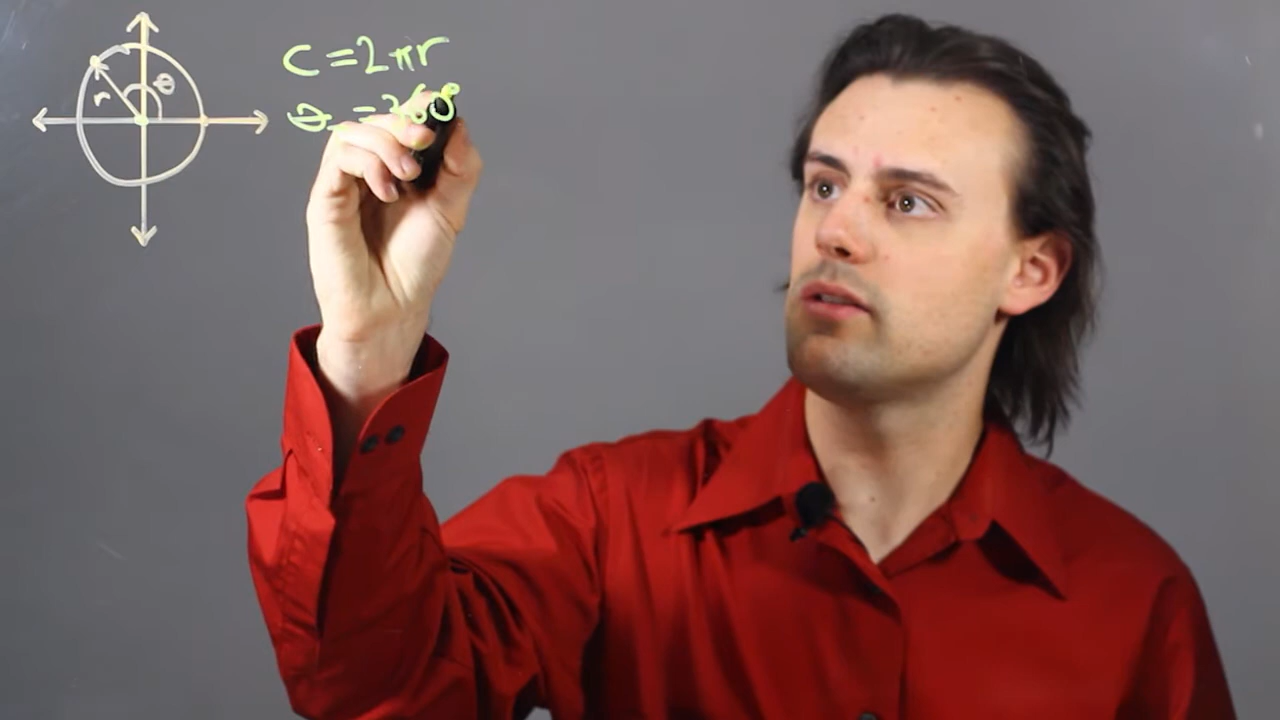 r θ
C = 2πr
θ = 360°